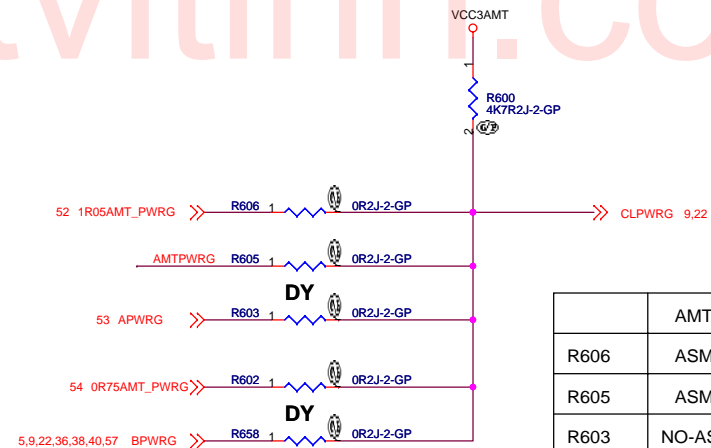 VCC3AMT
1
R600
4K7R2J-2-GP
2
52 1R05AMT_PWRG R606 1 0R2J-2-GP CLPWRG 9,22
AMTPWRG R605 1 0R2J-2-GP
DY
53 APWRG R603 1 0R2J-2-GP
54 0R75AMT_PWRG R602 1 0R2J-2-GP
DY
5,9,22,36,38,40,57 BPWRG R658 1 0R2J-2-GP
AMT
R606 ASM
R605 ASM
R603 NO-AS